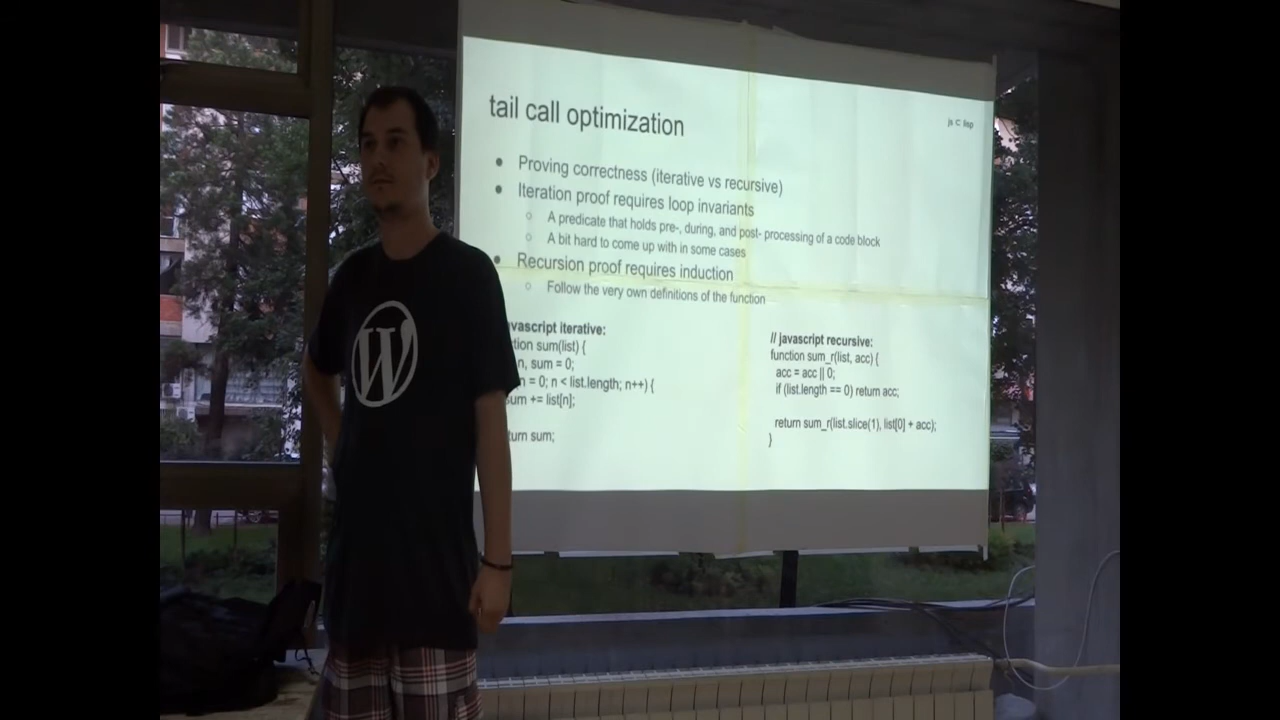 tail call optimization
js ⊂ lisp
● Proving correctness (iterative vs recursive)
● Iteration proof requires loop invariants
○ A predicate that holds pre-, during, and post- processing of a code block
○ A bit hard to come up with in some cases
● Recursion proof requires induction
○ Follow the very own definitions of the function
vascript iterative:
tion sum(list) {
n, sum = 0;
n = 0; n < list.length; n++) {
um += list[n];
turn sum;
// javascript recursive:
function sum_r(list, acc) {
acc = acc || 0;
if (list.length == 0) return acc;
return sum_r(list.slice(1), list[0] + acc);
}
W